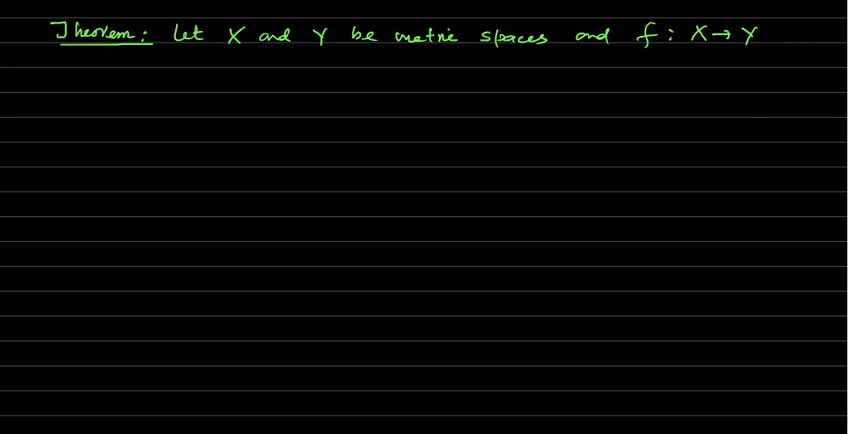 Theorem: Let X and Y be metric spaces and f: X→Y